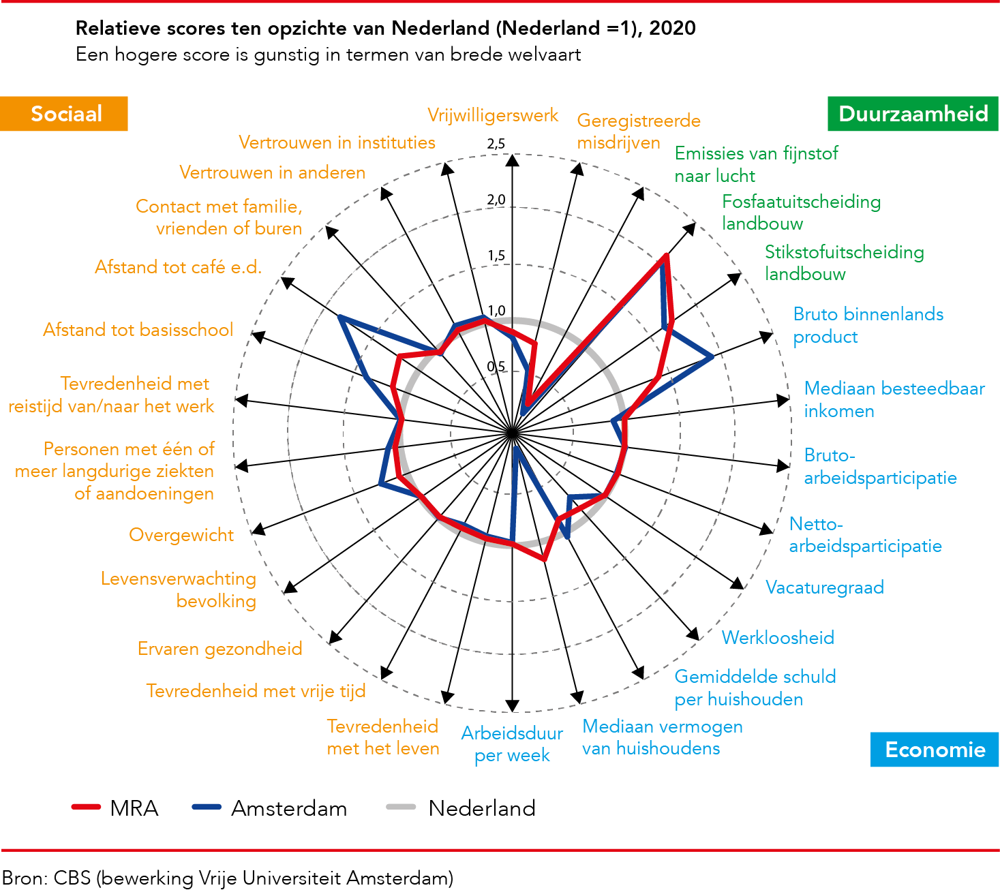 Relatieve scores ten opzichte van Nederland (Nederland =1), 2020
Een hogere score is gunstig in termen van brede welvaart
Sociaal
Duurzaamheid
Vrijwilligerswerk
Geregistreerde
misdrijven
Emissies van fijnstof
naar lucht
Fosfaatuitscheiding
landbouw
Stikstofuitscheiding
landbouw
Bruto binnenlands
product
Mediaan besteedbaar
inkomen
Bruto-
arbeidsparticipatie
Netto-
arbeidsparticipatie
Vacaturegraad
Werkloosheid
Gemiddelde schuld
per huishouden
Mediaan vermogen
van huishoudens
Arbeidsduur
per week
Tevredenheid
met het leven
Tevredenheid met vrije tijd
Ervaren gezondheid
Levensverwachting
bevolking
Overgewicht
Personen met één of
meer langdurige ziekten
of aandoeningen
Tevredenheid met
reistijd van/naar het werk
Afstand tot basisschool
Afstand tot café e.d.
Contact met familie,
vrienden of buren
Vertrouwen in anderen
Vertrouwen in instituties
2,5
2,0
1,5
1,0
0,5
Economie
MRA
Amsterdam
Nederland
Bron: CBS (bewerking Vrije Universiteit Amsterdam)